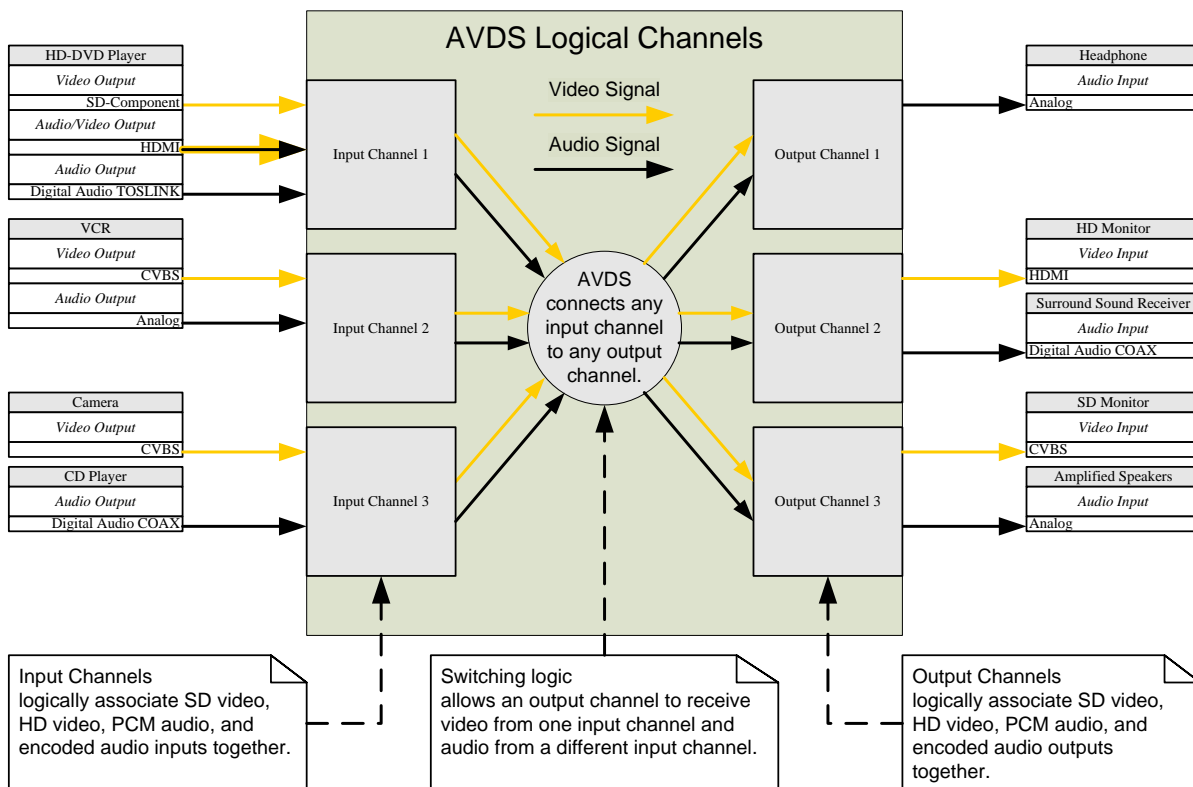 AVDS Logical Channels
Video Signal
Audio Signal
HD-DVD Player
Video Output
SD-Component
Audio/Video Output
HDMI
Audio Output
Digital Audio TOSLINK
VCR
Video Output
CVBS
Audio Output
Analog
Camera
Video Output
CVBS
CD Player
Audio Output
Digital Audio COAX
Input Channel 1
Input Channel 2
Input Channel 3
AVDS
connects any
input channel
to any output
channel.
Output Channel 1
Output Channel 2
Output Channel 3
Headphone
Audio Input
Analog
HD Monitor
Video Input
HDMI
Surround Sound Receiver
Audio Input
Digital Audio COAX
SD Monitor
Video Input
CVBS
Amplified Speakers
Audio Input
Analog
Input Channels
logically associate SD video,
HD video, PCM audio, and
encoded audio inputs together.
Switching logic
allows an output channel to receive
video from one input channel and
audio from a different input channel.
Output Channels
logically associate SD video,
HD video, PCM audio, and
encoded audio outputs
together.